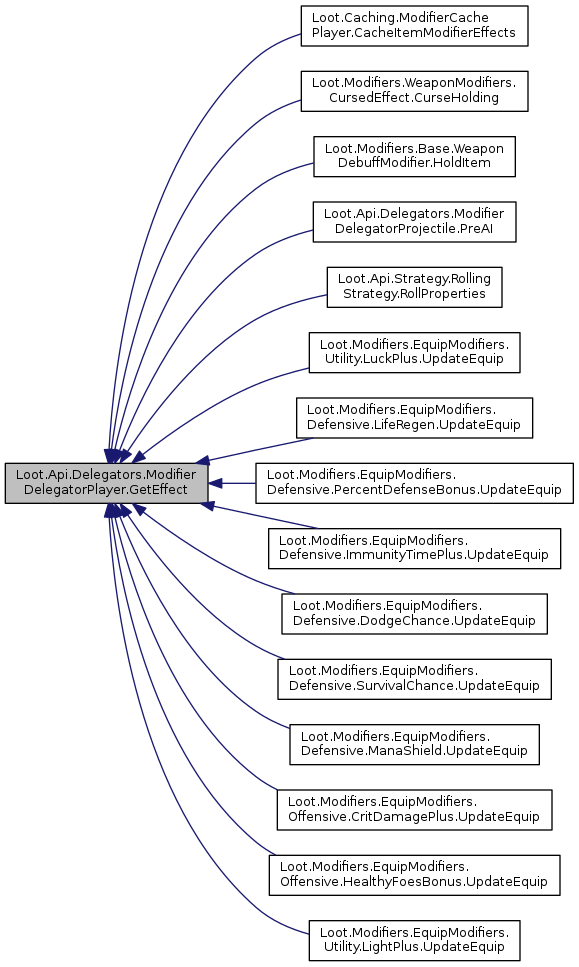 Loot.Caching.ModifierCache
Player.CacheItemModifierEffects
Loot.Modifiers.WeaponModifiers.
CursedEffect.CurseHolding
Loot.Modifiers.Base.Weapon
DebuffModifier.HoldItem
Loot.Api.Delegators.Modifier
DelegatorProjectile.PreAI
Loot.Api.Strategy.Rolling
Strategy.RollProperties
Loot.Modifiers.EquipModifiers.
Utility.LuckPlus.UpdateEquip
Loot.Modifiers.EquipModifiers.
Defensive.LifeRegen.UpdateEquip
Loot.Api.Delegators.Modifier
DelegatorPlayer.GetEffect
Loot.Modifiers.EquipModifiers.
Defensive.PercentDefenseBonus.UpdateEquip
Loot.Modifiers.EquipModifiers.
Defensive.ImmunityTimePlus.UpdateEquip
Loot.Modifiers.EquipModifiers.
Defensive.DodgeChance.UpdateEquip
Loot.Modifiers.EquipModifiers.
Defensive.SurvivalChance.UpdateEquip
Loot.Modifiers.EquipModifiers.
Defensive.ManaShield.UpdateEquip
Loot.Modifiers.EquipModifiers.
Offensive.CritDamagePlus.UpdateEquip
Loot.Modifiers.EquipModifiers.
Offensive.HealthyFoesBonus.UpdateEquip
Loot.Modifiers.EquipModifiers.
Utility.LightPlus.UpdateEquip